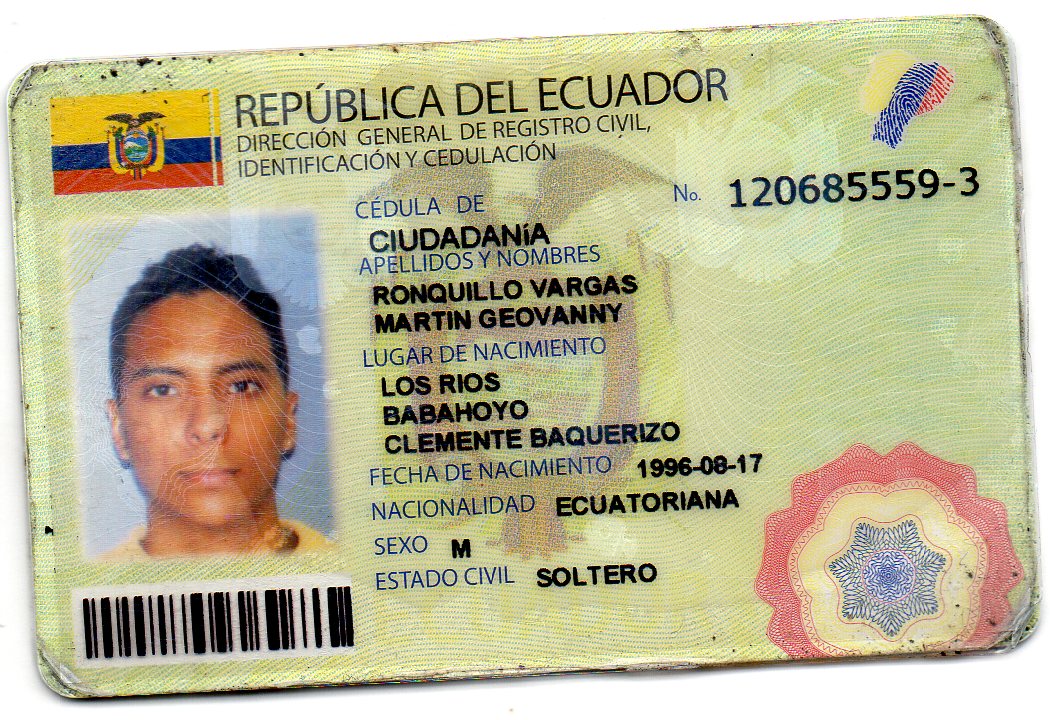 REPÚBLICA DEL ECUADOR
DIRECCIÓN GENERAL DE REGISTRO CIVIL,
IDENTIFICACIÓN Y CEDULACIÓN
No. 120685559-3
CÉDULA DE
CIUDADANíA
APELLIDOS Y NOMBRES
RONQUILLO VARGAS
MARTIN GEOVANNY
LUGAR DE NACIMIENTO
LOS RIOS
BABAHOYO
CLEMENTE BAQUERIZO
FECHA DE NACIMIENTO 1996-08-17
NACIONALIDAD ECUATORIANA
SEXO M
ESTADO CIVIL SOLTERO